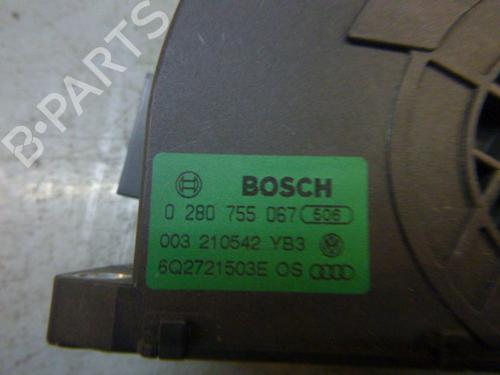 B-PARTS
BOSCH
0 280 755 067 506
003 210542 YB3
6Q2721503E OS